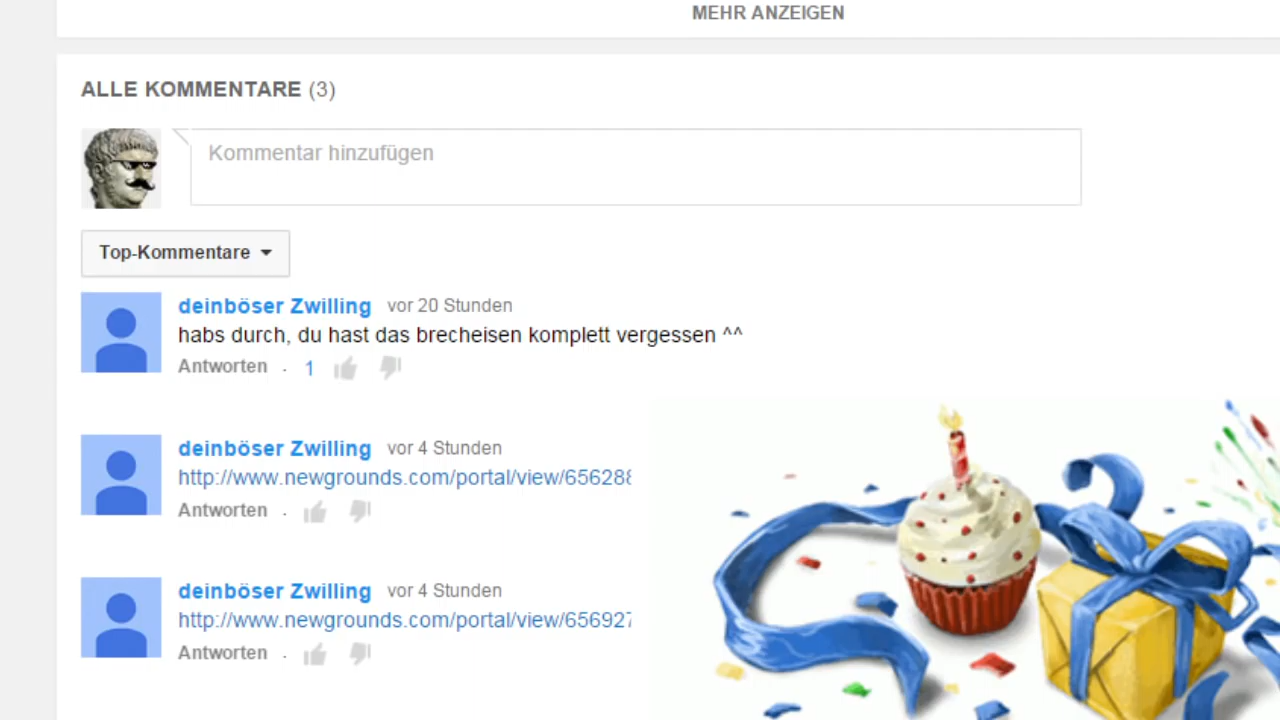 MEHR ANZEIGEN
ALLE KOMMENTARE (3)
Kommentar hinzufügen
Top-Kommentare
deinböser Zwilling vor 20 Stunden
habs durch, du hast das brecheisen komplett vergessen ^^
Antworten . 1
deinböser Zwilling vor 4 Stunden
http://www.newgrounds.com/portal/view/656288
Antworten .
deinböser Zwilling vor 4 Stunden
http://www.newgrounds.com/portal/view/656927
Antworten .